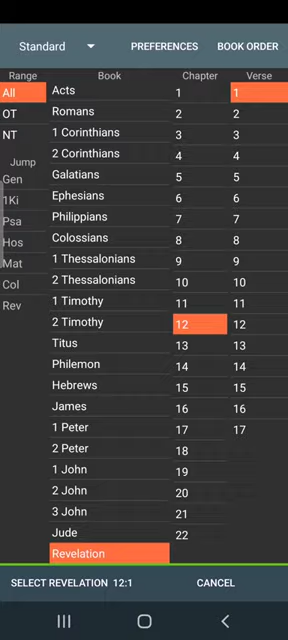 Standard PREFERENCES BOOK ORDER
Range Book Chapter Verse
All Acts 1 1
OT Romans 2 2
NT 1 Corinthians 3 3
Jump 2 Corinthians 4 4
Gen Galatians 5 5
1Ki Ephesians 6 6
Psa Philippians 7 7
Hos Colossians 8 8
Mat 1 Thessalonians 9 9
Col 2 Thessalonians 10 10
Rev 1 Timothy 11 11
2 Timothy 12 12
Titus 13 13
Philemon 14 14
Hebrews 15 15
James 16 16
1 Peter 17 17
2 Peter 18
1 John 19
2 John 20
3 John 21
Jude 22
Revelation
SELECT REVELATION 12:1 CANCEL